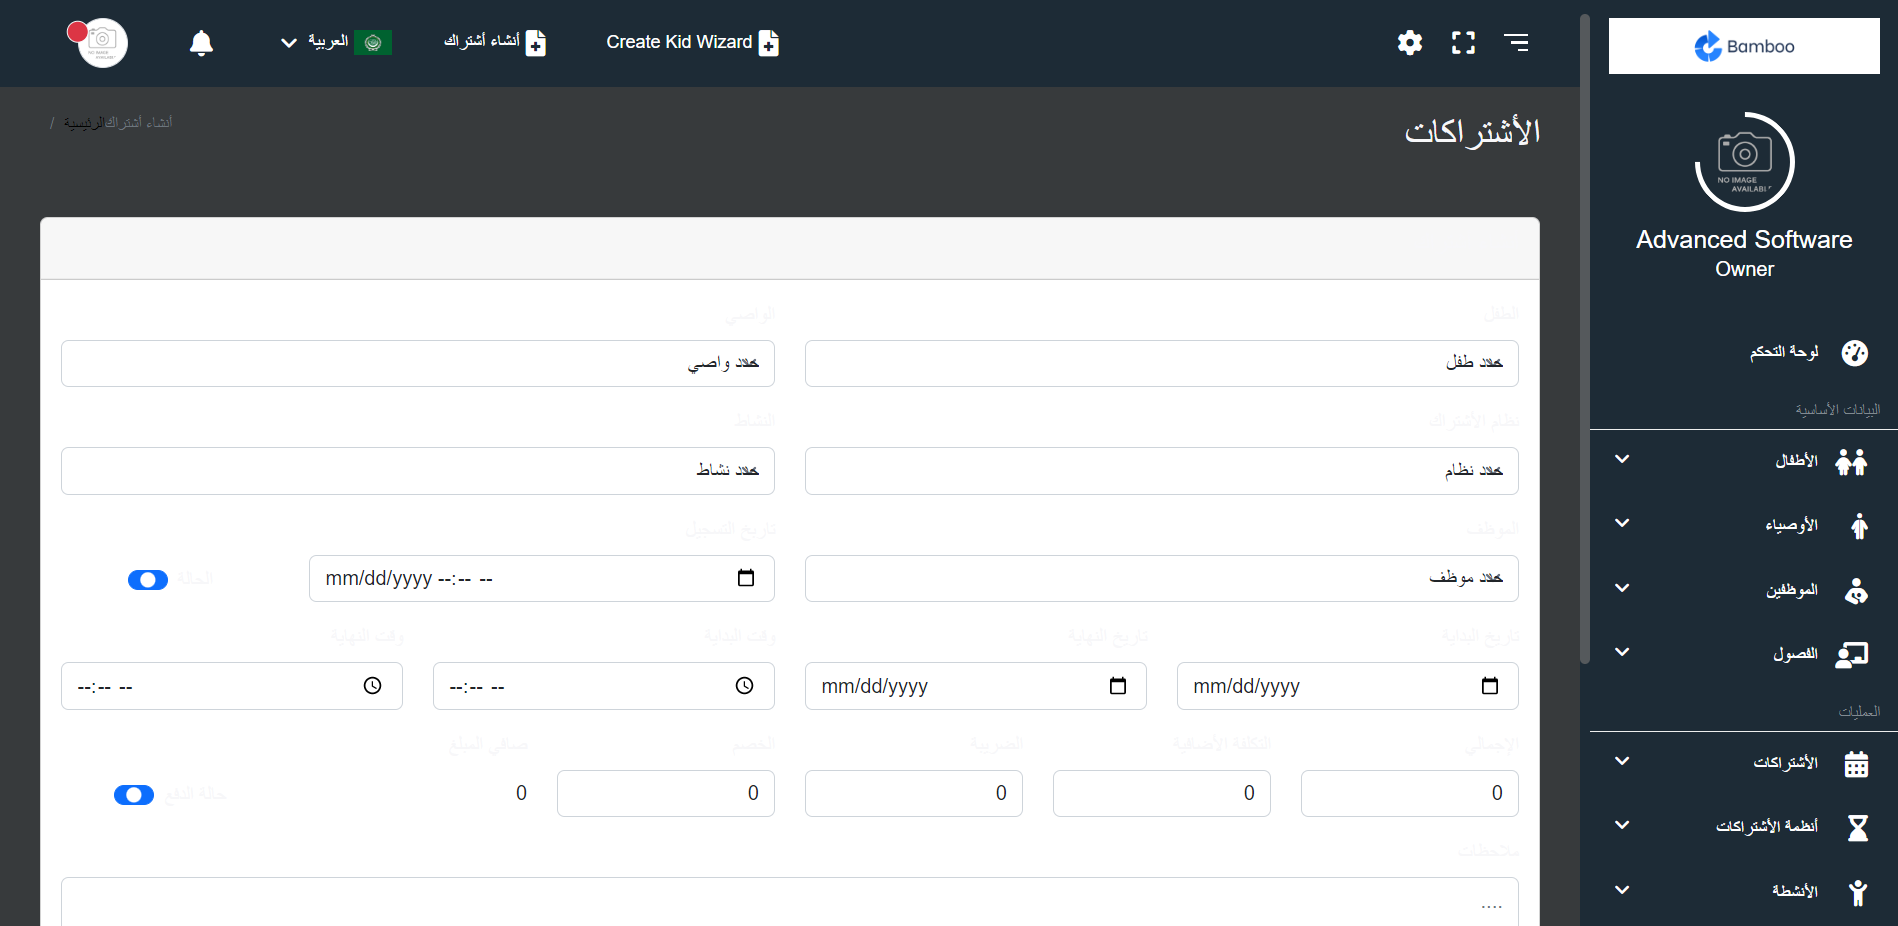 Bamboo
NO IMAGE
AVAILABl
Advanced Software
Owner
لوحة التحكم
البيانات الأساسية
الأطفال
الأوصياء
الموظفين
الفصول
العمليات
الأشتراكات
أنظمة الأشتراكات
الأنشطة
Create Kid Wizard
أنشاء أشتراك
العربية
الأشتراكات
أنشاء أشتراك
الرئيسية /
الطفل
الواصي
حدد طفل
حدد واصي
نظام الأشتراك
النشاط
حدد نظام
حدد نشاط
الموظف
تاريخ التسجيل
حدد موظف
mm/dd/yyyy --:-- --
الحالة
تاريخ البداية
تاريخ النهاية
وقت البداية
وقت النهاية
mm/dd/yyyy
mm/dd/yyyy
--:-- --
--:-- --
الإجمالي
التكلفة الأضافية
الضريبة
الخصم
صافي المبلغ
0
0
0
0
0
حالة الدفع
ملاحظات
....